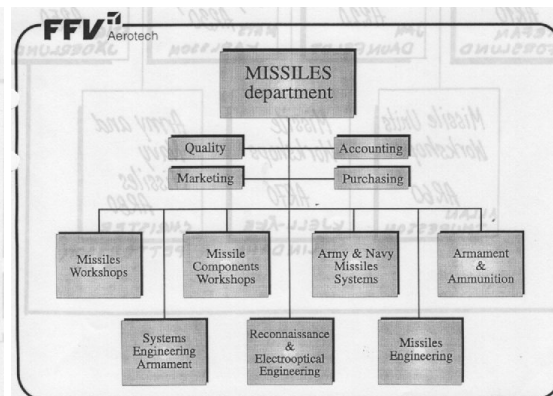 FFV
Aerotech
MISSILES
department
Quality
Accounting
Marketing
Purchasing
Missiles
Workshops
Missile
Components
Workshops
Army & Navy
Missiles
Systems
Armament
&
Ammunition
Systems
Engineering
Armament
Reconnaissance
&
Electrooptical
Engineering
Missiles
Engineering